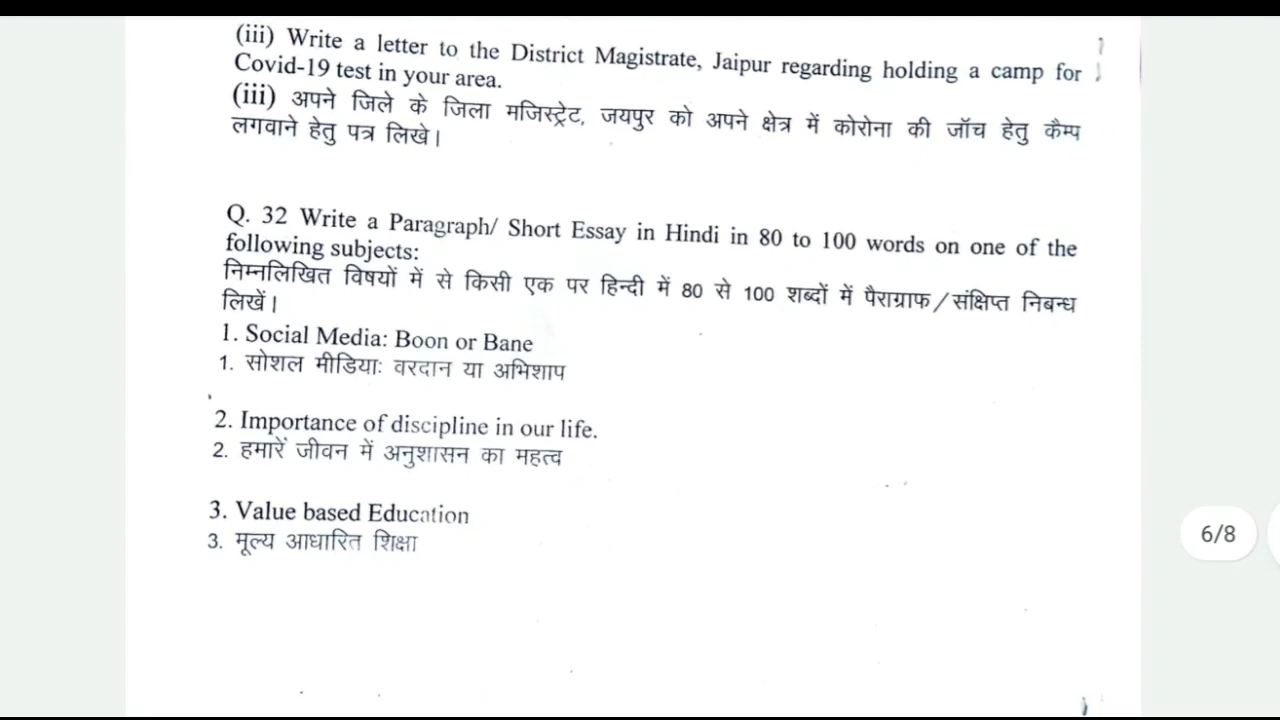 (iii) Write a letter to the District Magistrate, Jaipur regarding holding a camp for
Covid-19 test in your area.
(iii) अपने जिले के जिला मजिस्ट्रेट, जयपुर को अपने क्षेत्र में कोरोना की जॉच हेतु कैम्प
लगवाने हेतु पत्र लिखे।
Q. 32 Write a Paragraph/ Short Essay in Hindi in 80 to 100 words on one of the
following subjects:
निम्नलिखित विषयों में से किसी एक पर हिन्दी में 80 से 100 शब्दों में पैराग्राफ/संक्षिप्त निबन्ध
लिखें।
1. Social Media: Boon or Bane
1. सोशल मीडियाः वरदान या अभिशाप
2. Importance of discipline in our life.
2. हमारें जीवन में अनुशासन का महत्व
3. Value based Education
3. मूल्य आधारित शिक्षा
6/8